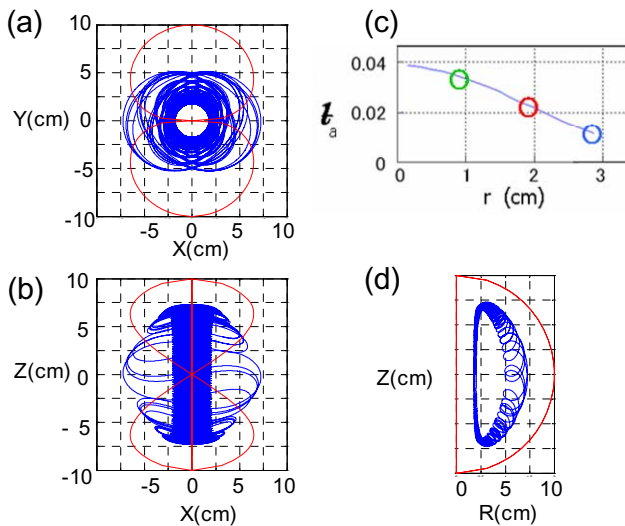 (a)
10
5
Y(cm) 0
-5
-10
-5 0 5 10
X(cm)
(b)
10
5
Z(cm) 0
-5
-10
-5 0 5 10
X(cm)
(c)
0.04
ῑa 0.02
0
0 1 2 3
r (cm)
(d)
Z(cm)
0 5 10
R(cm)